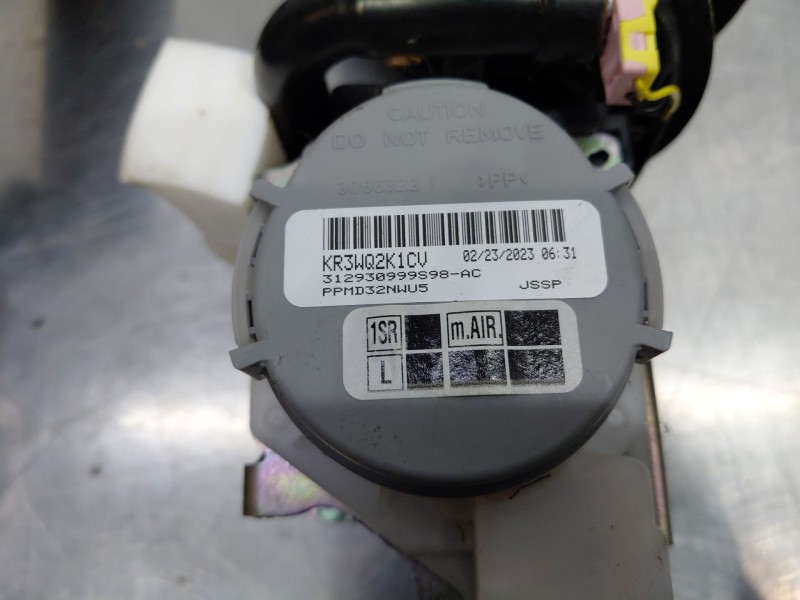 CAUTION
DO NOT REMOVE
>PP<
KR3WQ2K1CV 02/23/2023 06:31
312930999S98-AC
PPMD32NWU5 JSSP
1SR m.AIR.
L